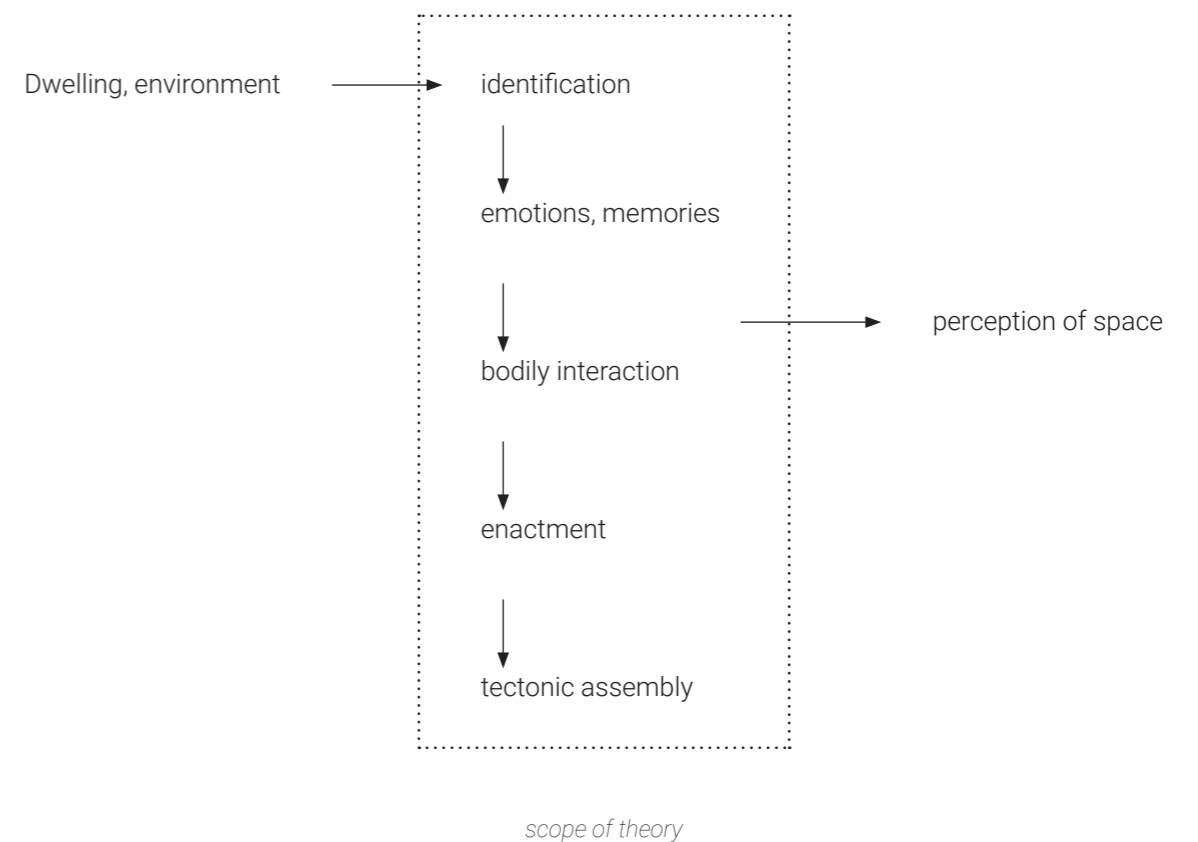 Dwelling, environment
identification
emotions, memories
perception of space
bodily interaction
enactment
tectonic assembly
scope of theory